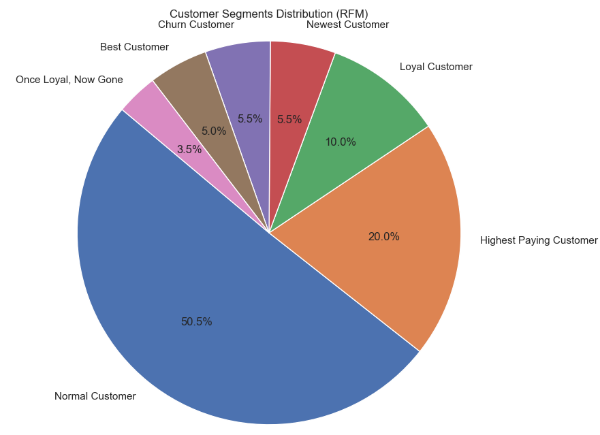 Customer Segments Distribution (RFM)
Churn Customer
Newest Customer
Best Customer
Loyal Customer
Once Loyal, Now Gone
5.5%
5.5%
5.0%
10.0%
3.5%
20.0%
Highest Paying Customer
50.5%
Normal Customer